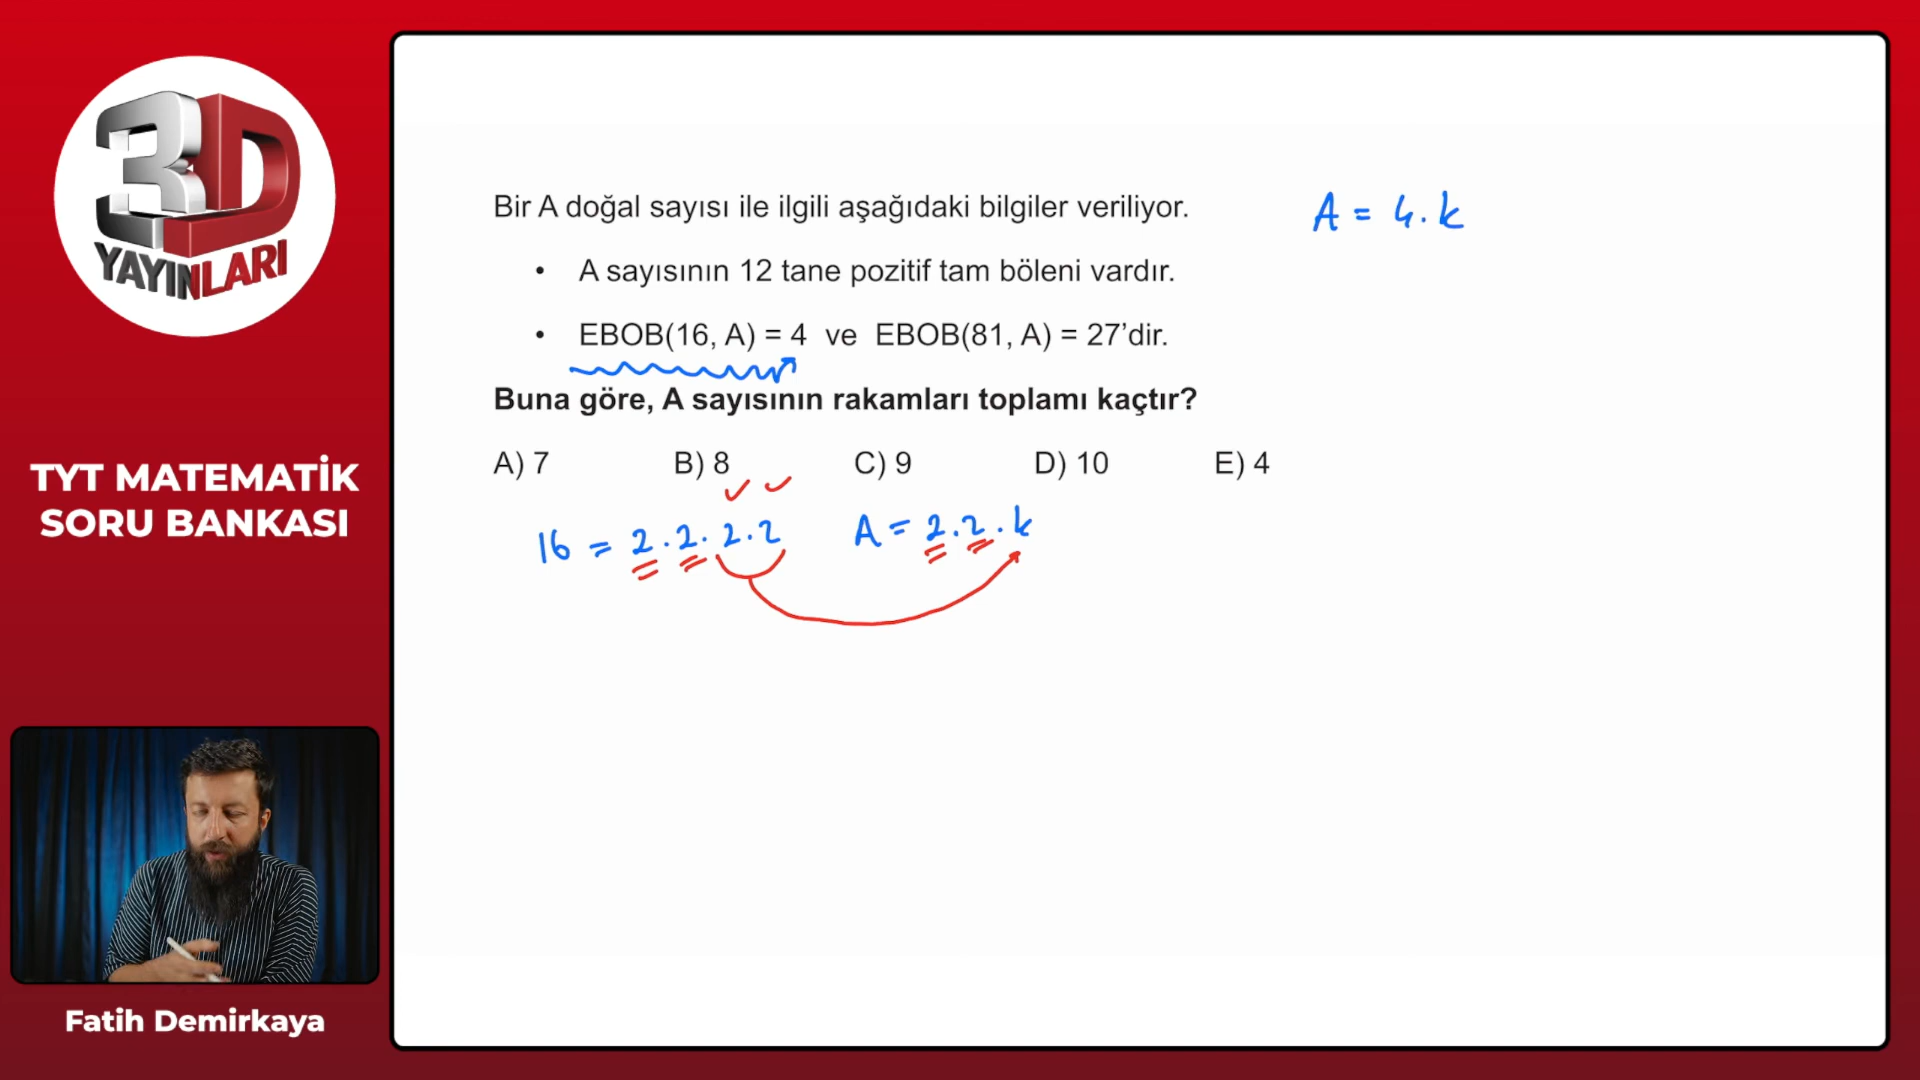 3D
YAYINLARI
TYT MATEMATİK
SORU BANKASI
Fatih Demirkaya
Bir A doğal sayısı ile ilgili aşağıdaki bilgiler veriliyor.
A = 4.k
• A sayısının 12 tane pozitif tam böleni vardır.
• EBOB(16, A) = 4 ve EBOB(81, A) = 27’dir.
Buna göre, A sayısının rakamları toplamı kaçtır?
A) 7 B) 8 C) 9 D) 10 E) 4
16 = 2.2.2.2 A = 2.2.k